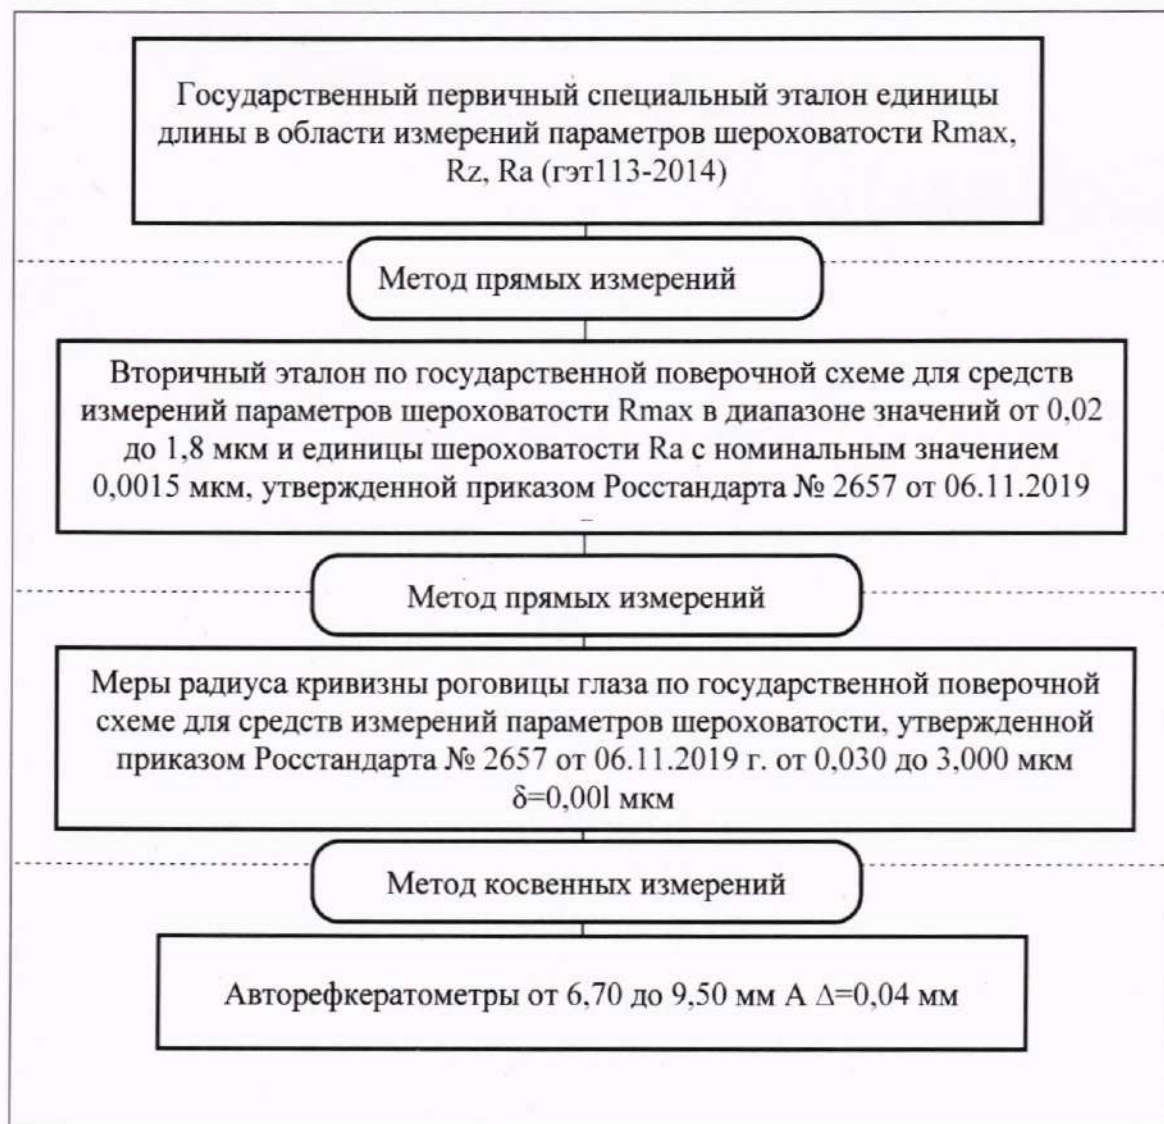 Государственный первичный специальный эталон единицы
длины в области измерений параметров шероховатости Rmax,
Rz, Ra (гэт113-2014)
Метод прямых измерений
Вторичный эталон по государственной поверочной схеме для средств
измерений параметров шероховатости Rmax в диапазоне значений от 0,02
до 1,8 мкм и единицы шероховатости Ra с номинальным значением
0,0015 мкм, утвержденной приказом Росстандарта № 2657 от 06.11.2019
Метод прямых измерений
Меры радиуса кривизны роговицы глаза по государственной поверочной
схеме для средств измерений параметров шероховатости, утвержденной
приказом Росстандарта № 2657 от 06.11.2019 г. от 0,030 до 3,000 мкм
δ=0,00l мкм
Метод косвенных измерений
Авторефкератометры от 6,70 до 9,50 мм А Δ=0,04 мм